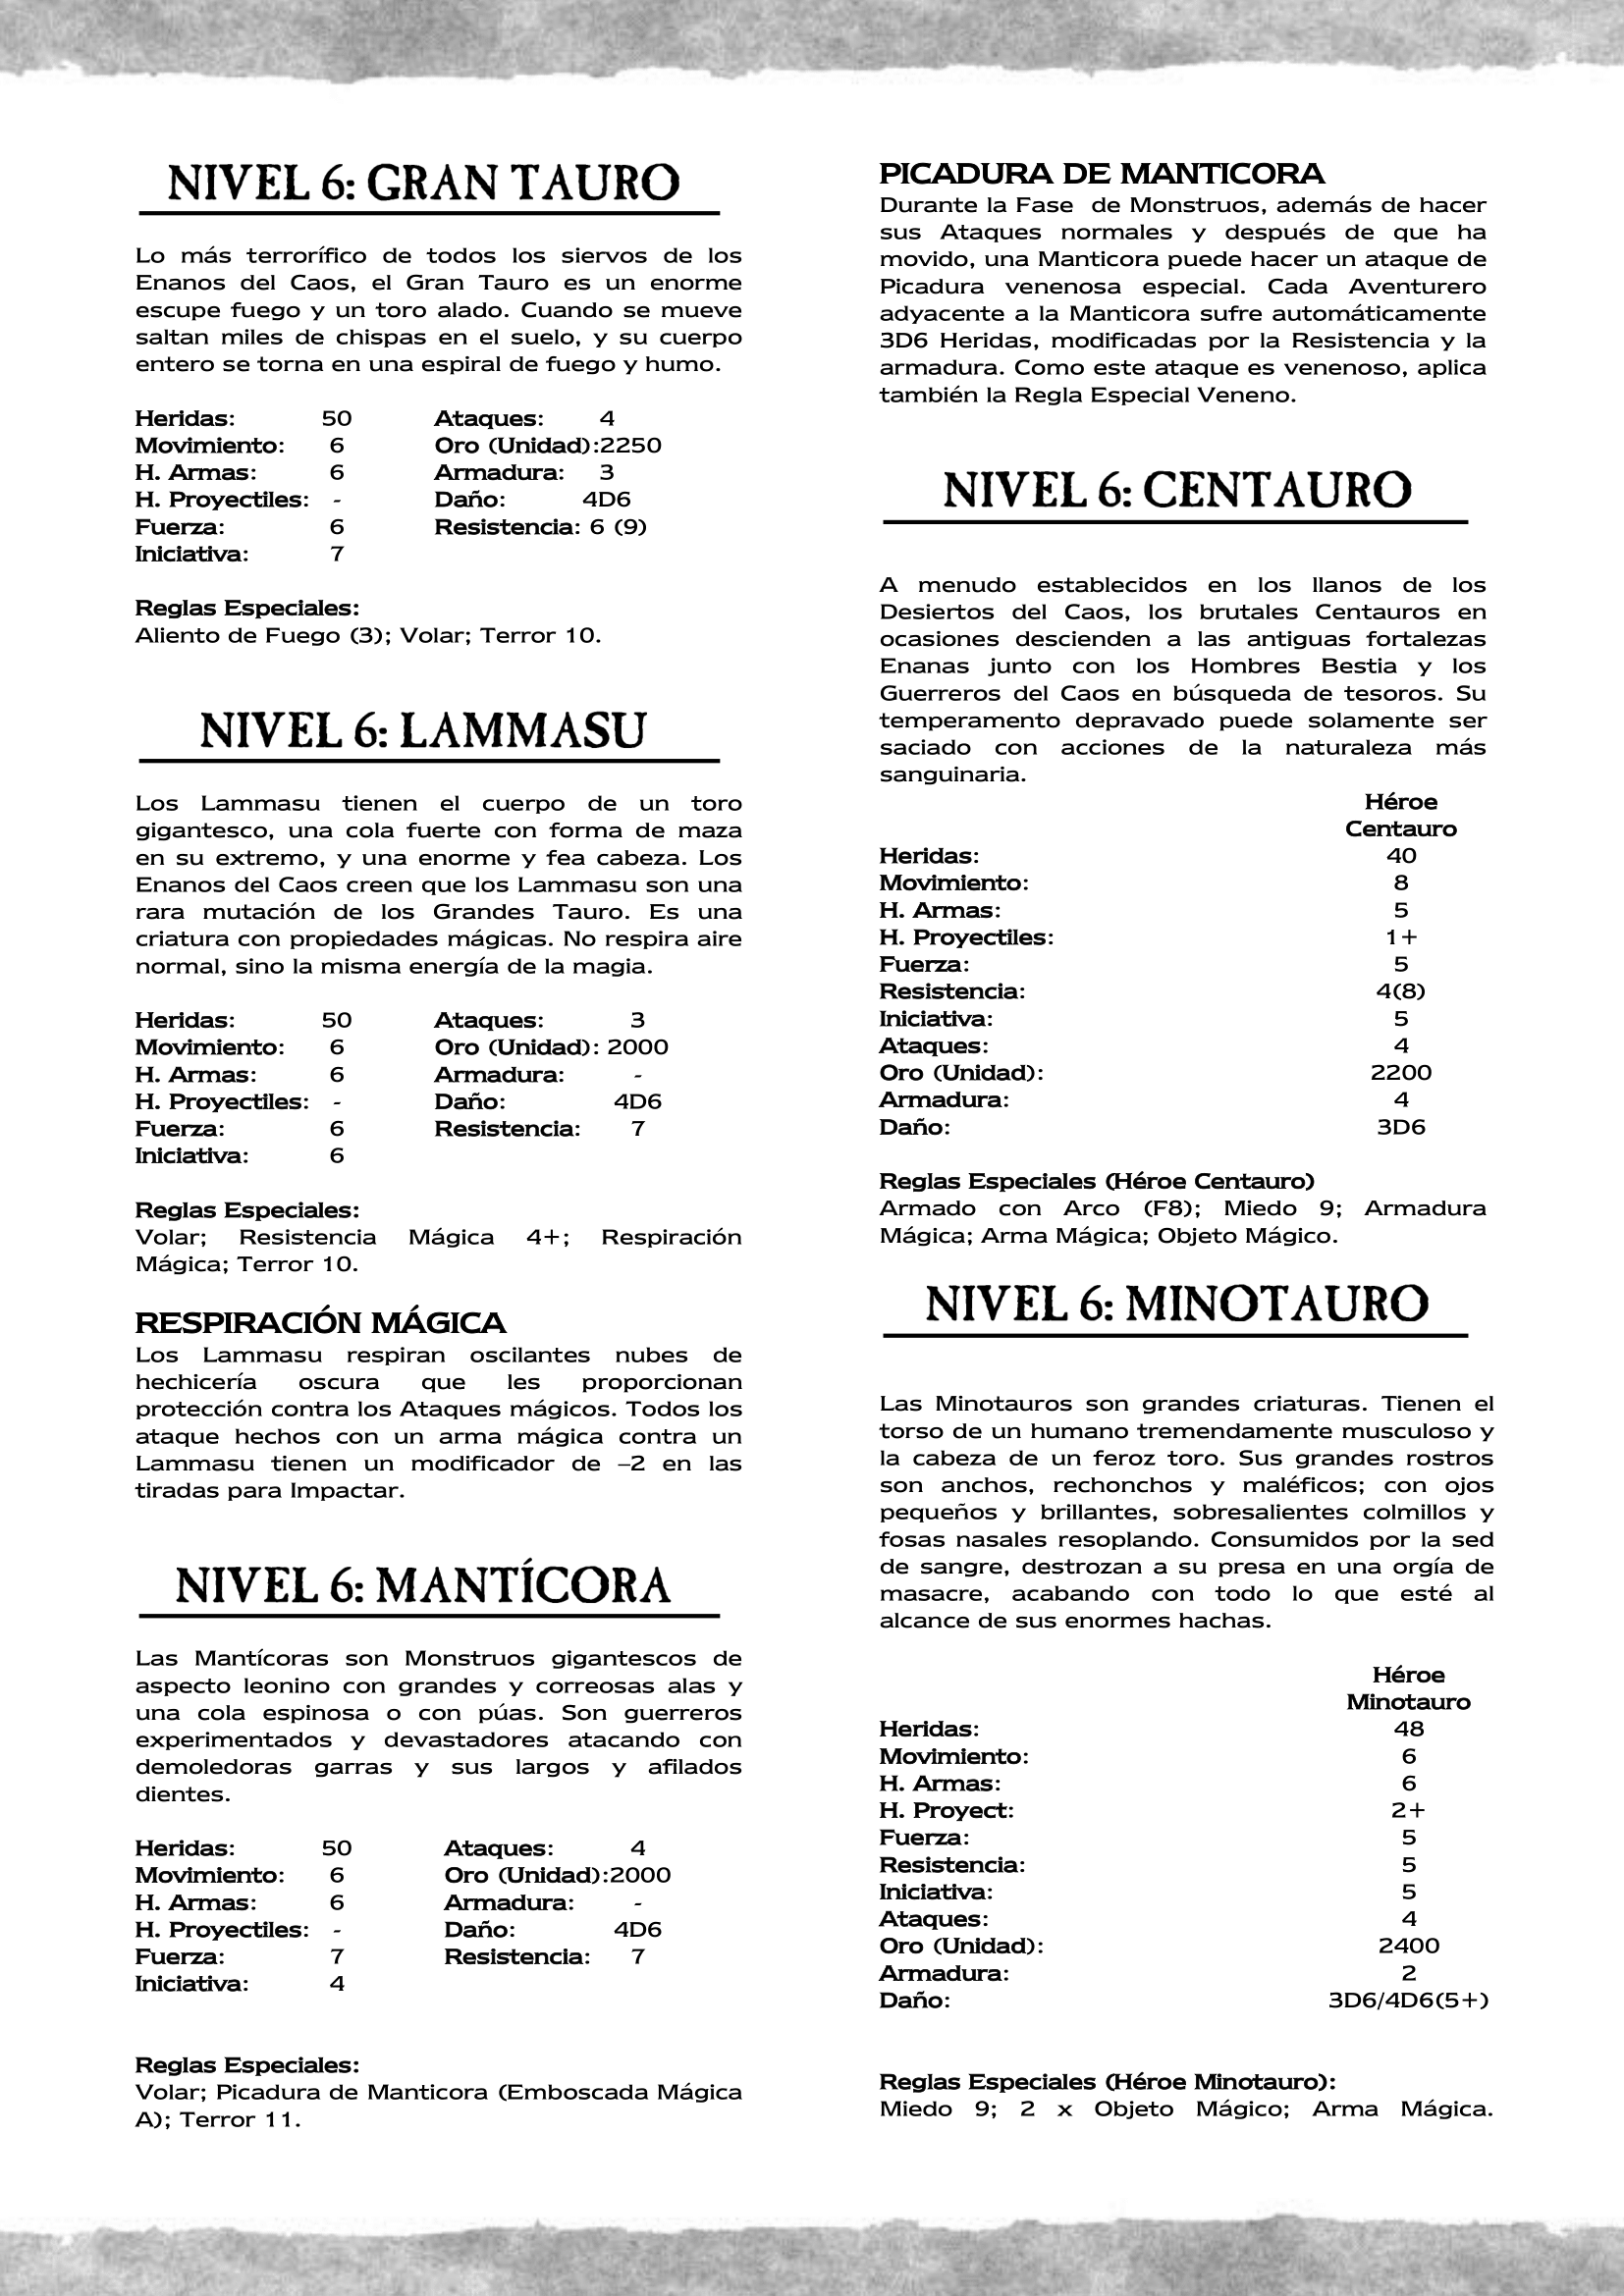 NIVEL 6: GRAN TAURO
Lo más terrorífico de todos los siervos de los
Enanos del Caos, el Gran Tauro es un enorme
escupe fuego y un toro alado. Cuando se mueve
saltan miles de chispas en el suelo, y su cuerpo
entero se torna en una espiral de fuego y humo.
Heridas: 50 Ataques: 4
Movimiento: 6 Oro (Unidad):2250
H. Armas: 6 Armadura: 3
H. Proyectiles: - Daño: 4D6
Fuerza: 6 Resistencia: 6 (9)
Iniciativa: 7
Reglas Especiales:
Aliento de Fuego (3); Volar; Terror 10.
NIVEL 6: LAMMASU
Los Lammasu tienen el cuerpo de un toro
gigantesco, una cola fuerte con forma de maza
en su extremo, y una enorme y fea cabeza. Los
Enanos del Caos creen que los Lammasu son una
rara mutación de los Grandes Tauro. Es una
criatura con propiedades mágicas. No respira aire
normal, sino la misma energía de la magia.
Heridas: 50 Ataques: 3
Movimiento: 6 Oro (Unidad): 2000
H. Armas: 6 Armadura: -
H. Proyectiles: - Daño: 4D6
Fuerza: 6 Resistencia: 7
Iniciativa: 6
Reglas Especiales:
Volar; Resistencia Mágica 4+; Respiración
Mágica; Terror 10.
RESPIRACIÓN MÁGICA
Los Lammasu respiran oscilantes nubes de
hechicería oscura que les proporcionan
protección contra los Ataques mágicos. Todos los
ataque hechos con un arma mágica contra un
Lammasu tienen un modificador de –2 en las
tiradas para Impactar.
NIVEL 6: MANTÍCORA
Las Mantícoras son Monstruos gigantescos de
aspecto leonino con grandes y correosas alas y
una cola espinosa o con púas. Son guerreros
experimentados y devastadores atacando con
demoledoras garras y sus largos y afilados
dientes.
Heridas: 50 Ataques: 4
Movimiento: 6 Oro (Unidad):2000
H. Armas: 6 Armadura: -
H. Proyectiles: - Daño: 4D6
Fuerza: 7 Resistencia: 7
Iniciativa: 4
Reglas Especiales:
Volar; Picadura de Manticora (Emboscada Mágica
A); Terror 11.
PICADURA DE MANTICORA
Durante la Fase de Monstruos, además de hacer
sus Ataques normales y después de que ha
movido, una Manticora puede hacer un ataque de
Picadura venenosa especial. Cada Aventurero
adyacente a la Manticora sufre automáticamente
3D6 Heridas, modificadas por la Resistencia y la
armadura. Como este ataque es venenoso, aplica
también la Regla Especial Veneno.
NIVEL 6: CENTAURO
A menudo establecidos en los llanos de los
Desiertos del Caos, los brutales Centauros en
ocasiones descienden a las antiguas fortalezas
Enanas junto con los Hombres Bestia y los
Guerreros del Caos en búsqueda de tesoros. Su
temperamento depravado puede solamente ser
saciado con acciones de la naturaleza más
sanguinaria.
Héroe
Centauro
Heridas: 40
Movimiento: 8
H. Armas: 5
H. Proyectiles: 1+
Fuerza: 5
Resistencia: 4(8)
Iniciativa: 5
Ataques: 4
Oro (Unidad): 2200
Armadura: 4
Daño: 3D6
Reglas Especiales (Héroe Centauro)
Armado con Arco (F8); Miedo 9; Armadura
Mágica; Arma Mágica; Objeto Mágico.
NIVEL 6: MINOTAURO
Las Minotauros son grandes criaturas. Tienen el
torso de un humano tremendamente musculoso y
la cabeza de un feroz toro. Sus grandes rostros
son anchos, rechonchos y maléficos; con ojos
pequeños y brillantes, sobresalientes colmillos y
fosas nasales resoplando. Consumidos por la sed
de sangre, destrozan a su presa en una orgía de
masacre, acabando con todo lo que esté al
alcance de sus enormes hachas.
Héroe
Minotauro
Heridas: 48
Movimiento: 6
H. Armas: 6
H. Proyect: 2+
Fuerza: 5
Resistencia: 5
Iniciativa: 5
Ataques: 4
Oro (Unidad): 2400
Armadura: 2
Daño: 3D6/4D6(5+)
Reglas Especiales (Héroe Minotauro):
Miedo 9; 2 x Objeto Mágico; Arma Mágica.